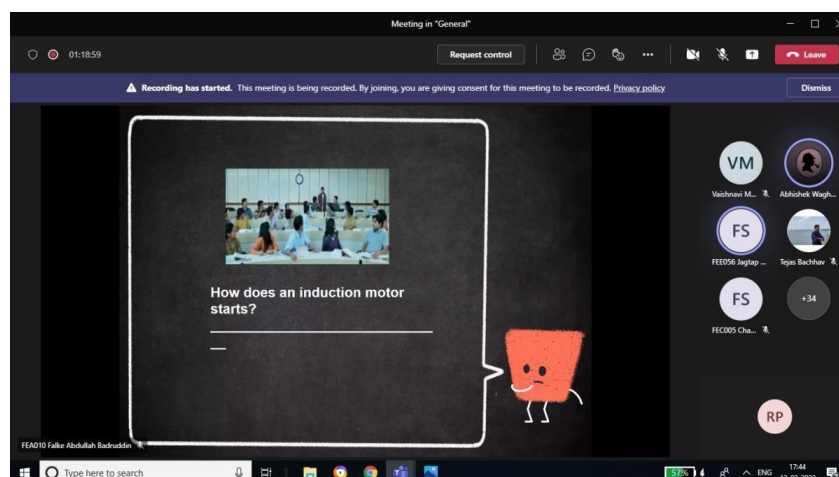 Meeting in "General"
01:18:59
Request control
Leave
Recording has started. This meeting is being recorded. By joining, you are giving consent for this meeting to be recorded. Privacy policy
Dismiss
How does an induction motor
starts?
VM
Vaishnavi M...
Abhishek Wagh...
FS
FEE056 Jagtap ...
Tejas Bachhav
FS
+34
FEC005 Cha...
RP
FEA010 Falke Abdullah Badruddin
Type here to search
57%
ENG
17:44